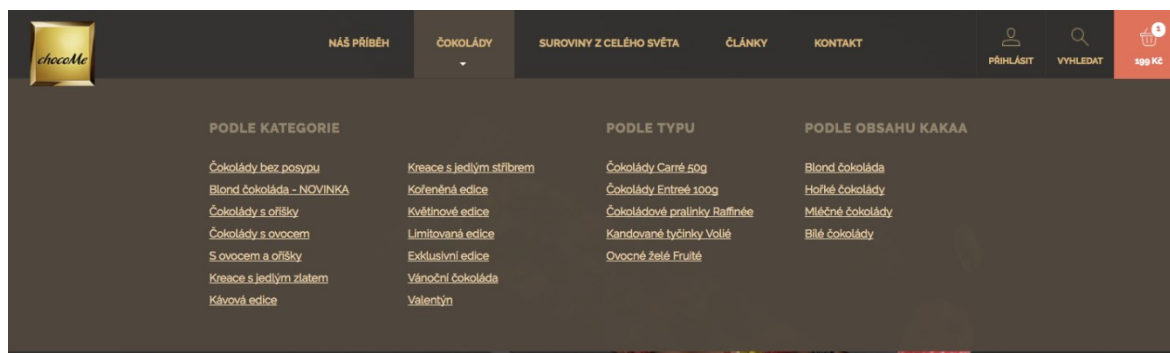 chocoMe
NÁŠ PŘÍBĚH
ČOKOLÁDY
SUROVINY Z CELÉHO SVĚTA
ČLÁNKY
KONTAKT
PŘIHLÁSIT
VYHLEDAT
1
199 Kč
PODLE KATEGORIE
Čokolády bez posypu
Blond čokoláda - NOVINKA
Čokolády s oříšky
Čokolády s ovocem
S ovocem a oříšky
Kreace s jedlým zlatem
Kávová edice
Kreace s jedlým stříbrem
Kořeněná edice
Květinové edice
Limitovaná edice
Exklusivní edice
Vánoční čokoláda
Valentýn
PODLE TYPU
Čokolády Carré 50g
Čokolády Entreé 100g
Čokoládové pralinky Raffinée
Kandované tyčinky Volié
Ovocné želé Fruité
PODLE OBSAHU KAKAA
Blond čokoláda
Hořké čokolády
Mléčné čokolády
Bílé čokolády